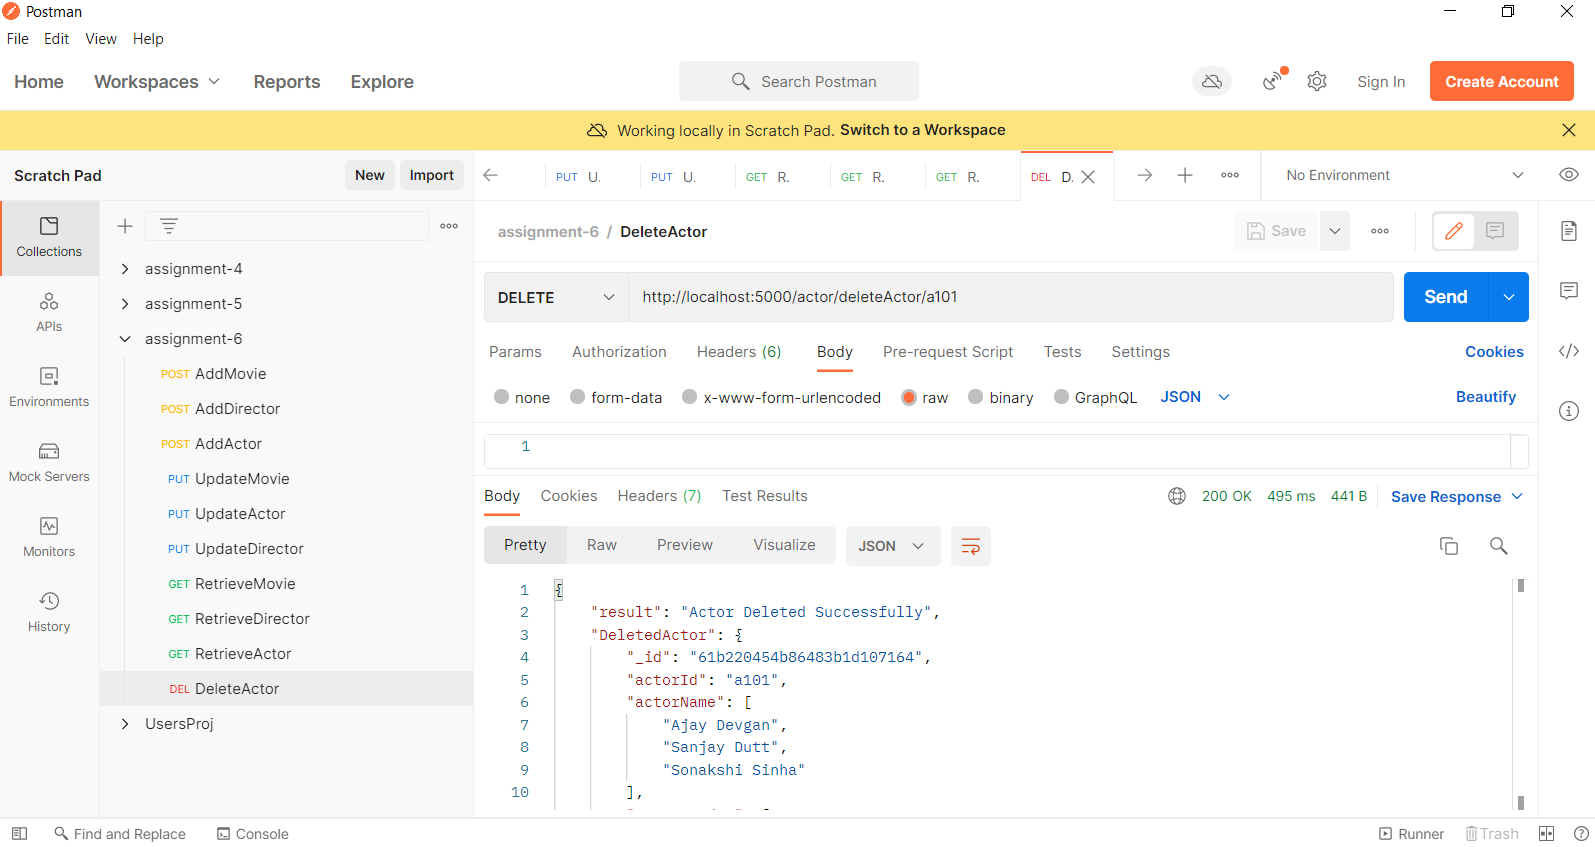 Postman
File Edit View Help
Home Workspaces Reports Explore Search Postman Sign In Create Account
Working locally in Scratch Pad. Switch to a Workspace
Scratch Pad New Import
PUT U. PUT U. GET R. GET R. GET R. DEL D. No Environment
Collections
APIs
Environments
Mock Servers
Monitors
History
assignment-4
assignment-5
assignment-6
POST AddMovie
POST AddDirector
POST AddActor
PUT UpdateMovie
PUT UpdateActor
PUT UpdateDirector
GET RetrieveMovie
GET RetrieveDirector
GET RetrieveActor
DEL DeleteActor
UsersProj
assignment-6 / DeleteActor Save
DELETE http://localhost:5000/actor/deleteActor/a101 Send
Params Authorization Headers (6) Body Pre-request Script Tests Settings Cookies
none form-data x-www-form-urlencoded raw binary GraphQL JSON Beautify
1
Body Cookies Headers (7) Test Results 200 OK 495 ms 441 B Save Response
Pretty Raw Preview Visualize JSON
1 {
2 "result": "Actor Deleted Successfully",
3 "DeletedActor": {
4 "_id": "61b220454b86483b1d107164",
5 "actorId": "a101",
6 "actorName": [
7 "Ajay Devgan",
8 "Sanjay Dutt",
9 "Sonakshi Sinha"
10 ],
Find and Replace Console Runner Trash